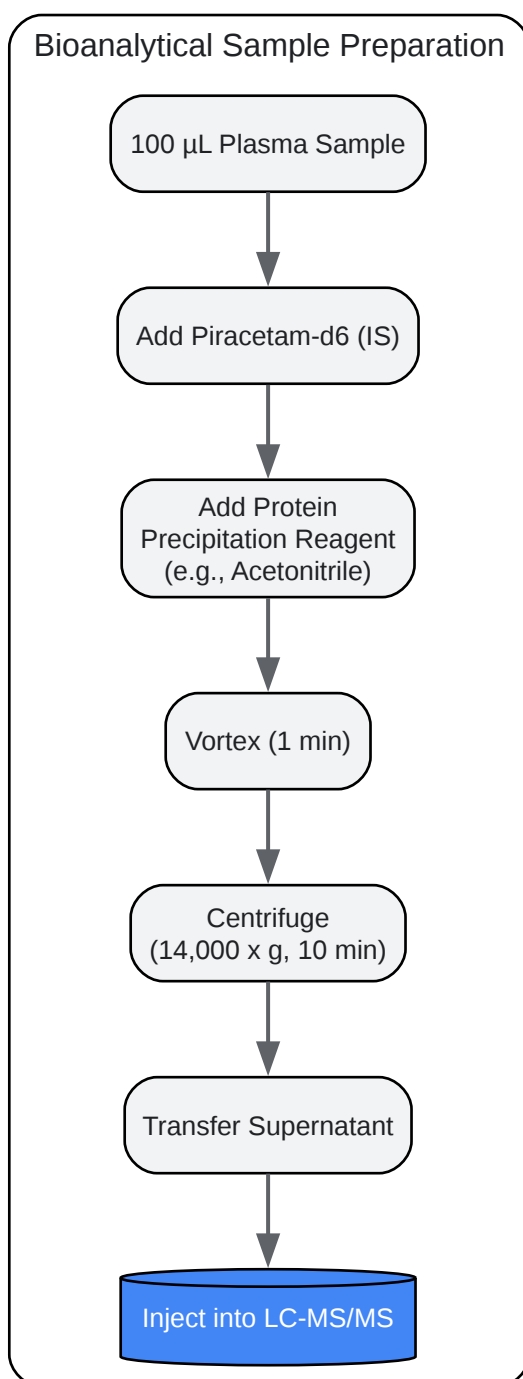 Bioanalytical Sample Preparation
100 µL Plasma Sample
Add Piracetam-d6 (IS)
Add Protein
Precipitation Reagent
(e.g., Acetonitrile)
Vortex (1 min)
Centrifuge
(14,000 x g, 10 min)
Transfer Supernatant
Inject into LC-MS/MS